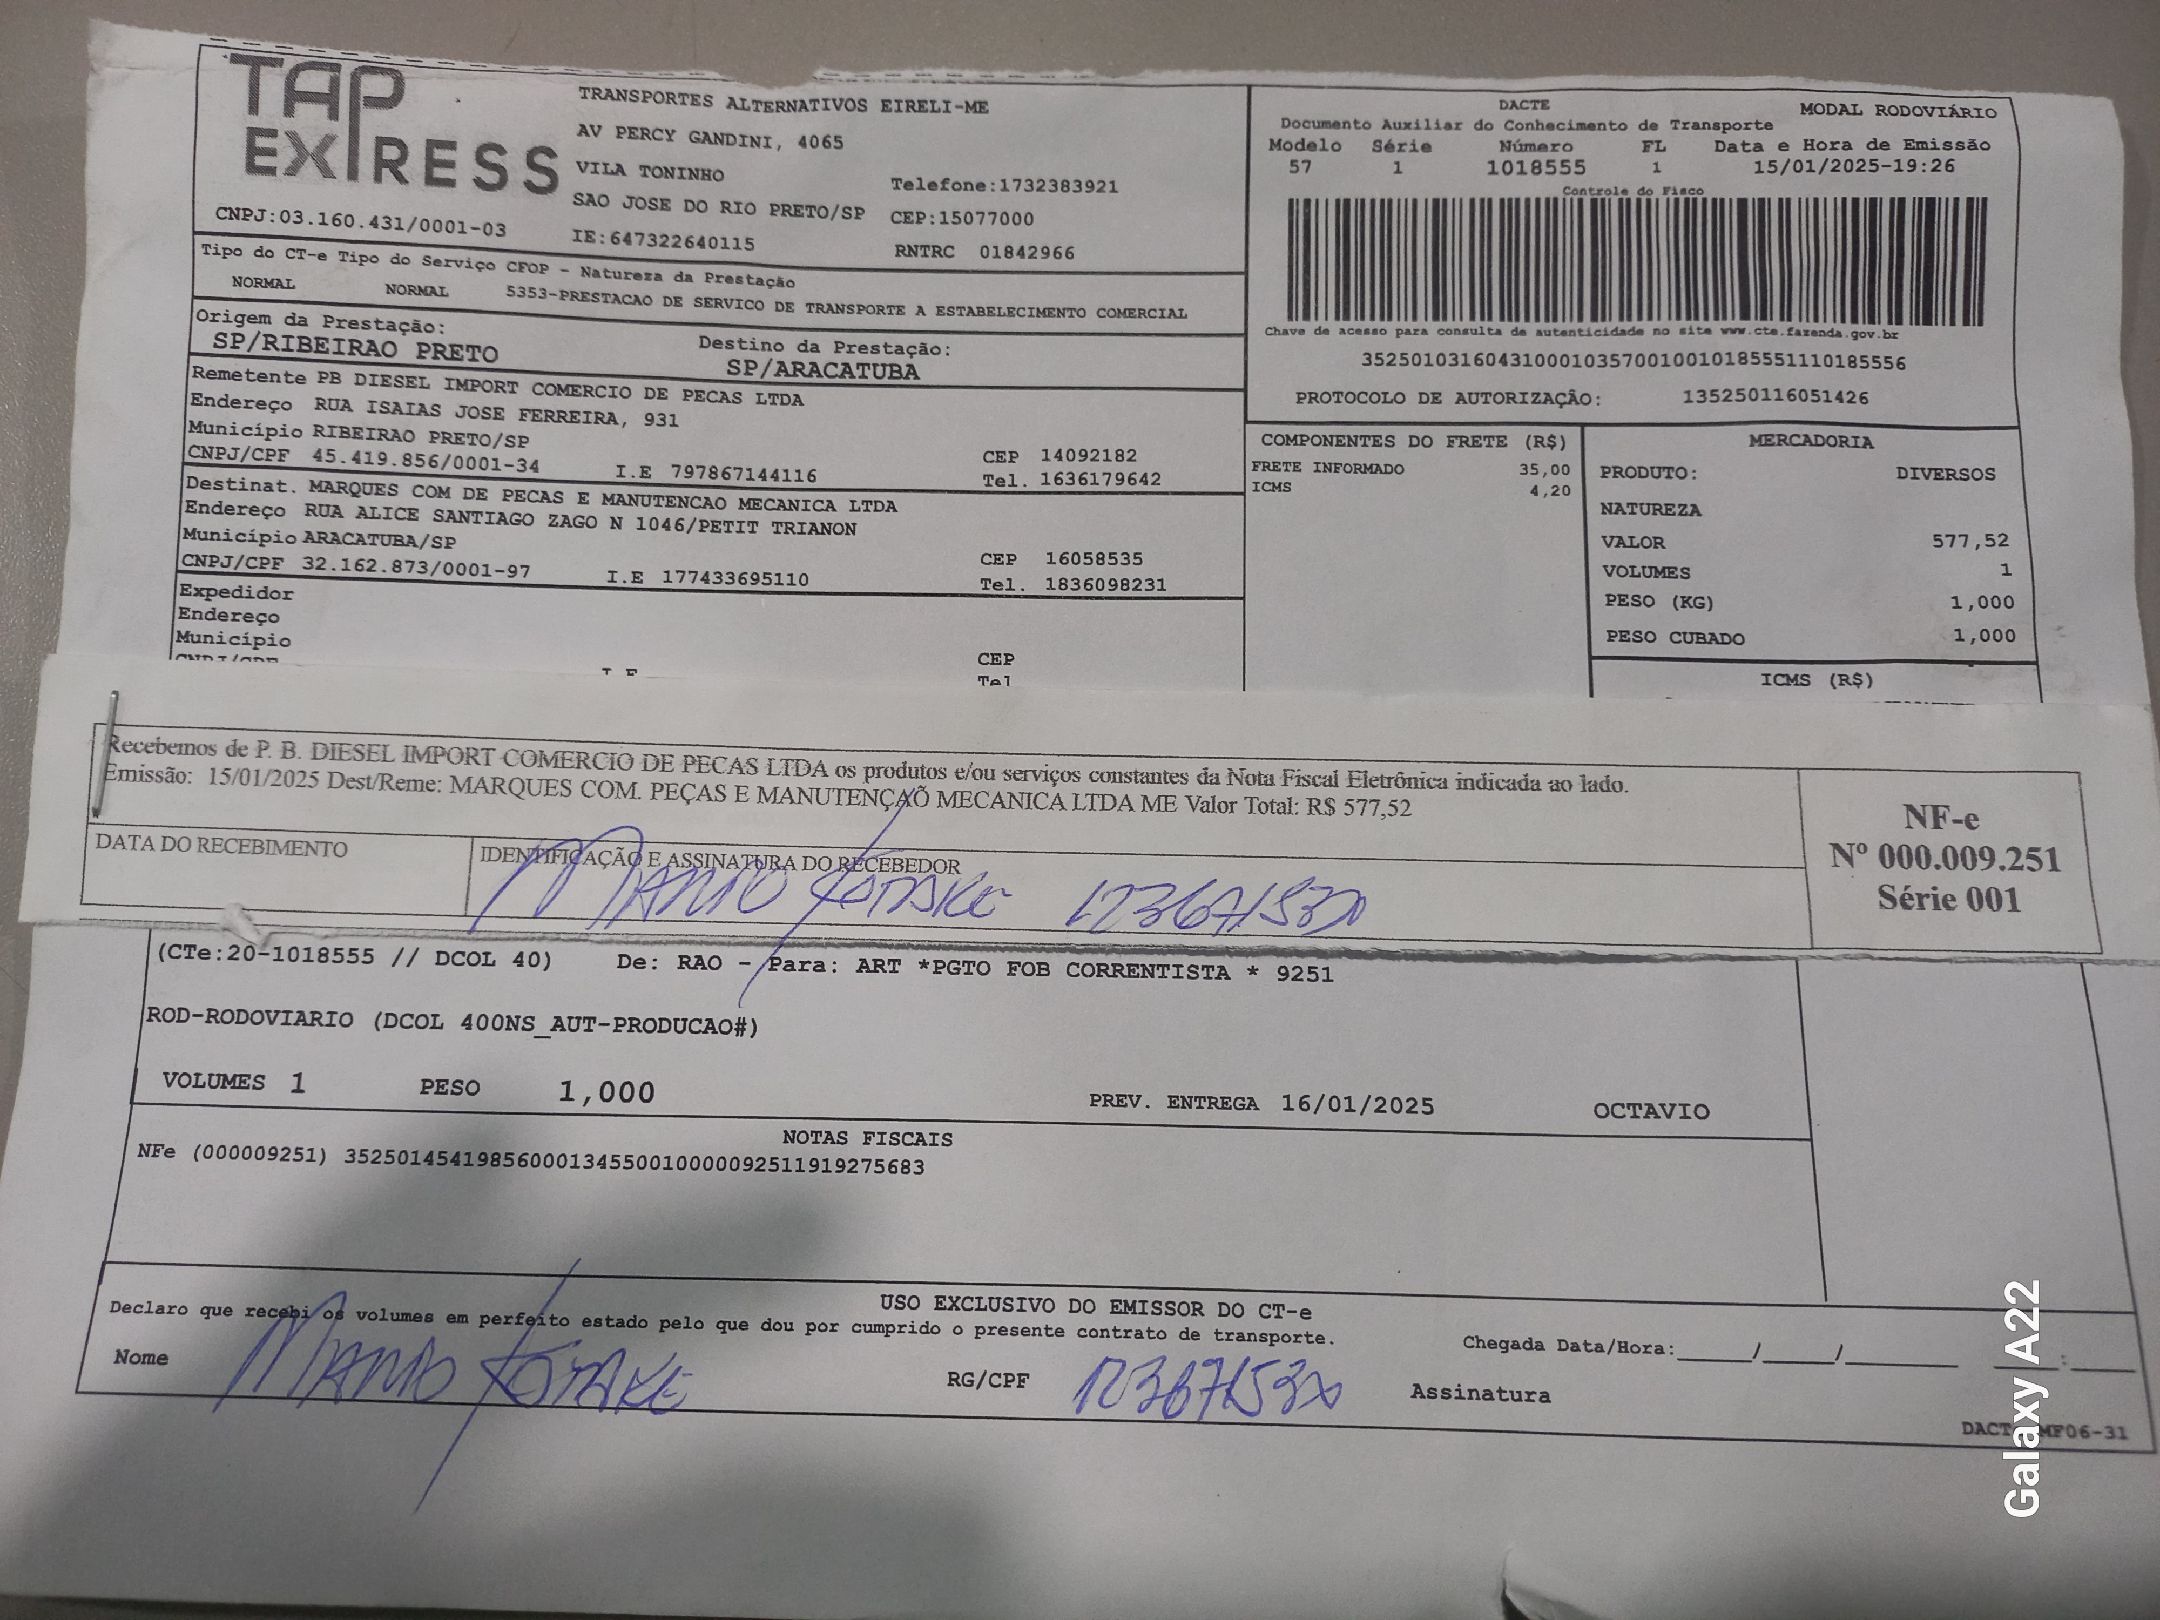 TAP EXPRESS
TRANSPORTES ALTERNATIVOS EIRELI-ME
AV PERCY GANDINI, 4065
VILA TONINHO
Telefone:1732383921
SAO JOSE DO RIO PRETO/SP CEP:15077000
CNPJ:03.160.431/0001-03
IE:647322640115
RNTRC 01842966
DACTE
MODAL RODOVIÁRIO
Documento Auxiliar do Conhecimento de Transporte
Modelo Série Número FL Data e Hora de Emissão
57 1 1018555 1 15/01/2025-19:26
Controle do Fisco
Chave de acesso para consulta de autenticidade no site www.cte.fazenda.gov.br
35250103160431000103570010010185551110185556
PROTOCOLO DE AUTORIZAÇÃO: 135250116051426
Tipo do CT-e Tipo do Serviço CFOP - Natureza da Prestação
NORMAL NORMAL 5353-PRESTACAO DE SERVICO DE TRANSPORTE A ESTABELECIMENTO COMERCIAL
Origem da Prestação:
SP/RIBEIRAO PRETO
Destino da Prestação:
SP/ARACATUBA
Remetente PB DIESEL IMPORT COMERCIO DE PECAS LTDA
Endereço RUA ISAIAS JOSE FERREIRA, 931
Município RIBEIRAO PRETO/SP CEP 14092182
CNPJ/CPF 45.419.856/0001-34 I.E 797867144116 Tel. 1636179642
Destinat. MARQUES COM DE PECAS E MANUTENCAO MECANICA LTDA
Endereço RUA ALICE SANTIAGO ZAGO N 1046/PETIT TRIANON
Município ARACATUBA/SP CEP 16058535
CNPJ/CPF 32.162.873/0001-97 I.E 177433695110 Tel. 1836098231
Expedidor
Endereço
Município CEP
CNPJ/CPF I.E Tel
COMPONENTES DO FRETE (R$)
FRETE INFORMADO 35,00
ICMS 4,20
MERCADORIA
PRODUTO: DIVERSOS
NATUREZA
VALOR 577,52
VOLUMES 1
PESO (KG) 1,000
PESO CUBADO 1,000
ICMS (R$)
Recebemos de P. B. DIESEL IMPORT COMERCIO DE PECAS LTDA os produtos e/ou serviços constantes da Nota Fiscal Eletrônica indicada ao lado.
Emissão: 15/01/2025 Dest/Reme: MARQUES COM. PEÇAS E MANUTENÇAÕ MECANICA LTDA ME Valor Total: R$ 577,52
DATA DO RECEBIMENTO
IDENTIFICAÇÃO E ASSINATURA DO RECEBEDOR
NF-e
Nº 000.009.251
Série 001
(CTe:20-1018555 // DCOL 40) De: RAO - Para: ART *PGTO FOB CORRENTISTA * 9251
ROD-RODOVIARIO (DCOL 400NS_AUT-PRODUCAO#)
VOLUMES 1 PESO 1,000 PREV. ENTREGA 16/01/2025 OCTAVIO
NOTAS FISCAIS
NFe (000009251) 35250145419856000134550010000092511919275683
USO EXCLUSIVO DO EMISSOR DO CT-e
Declaro que recebi os volumes em perfeito estado pelo que dou por cumprido o presente contrato de transporte.
Chegada Data/Hora:_____/_____/________ ____:____
Nome RG/CPF Assinatura
DACT MF06-31
Galaxy A22